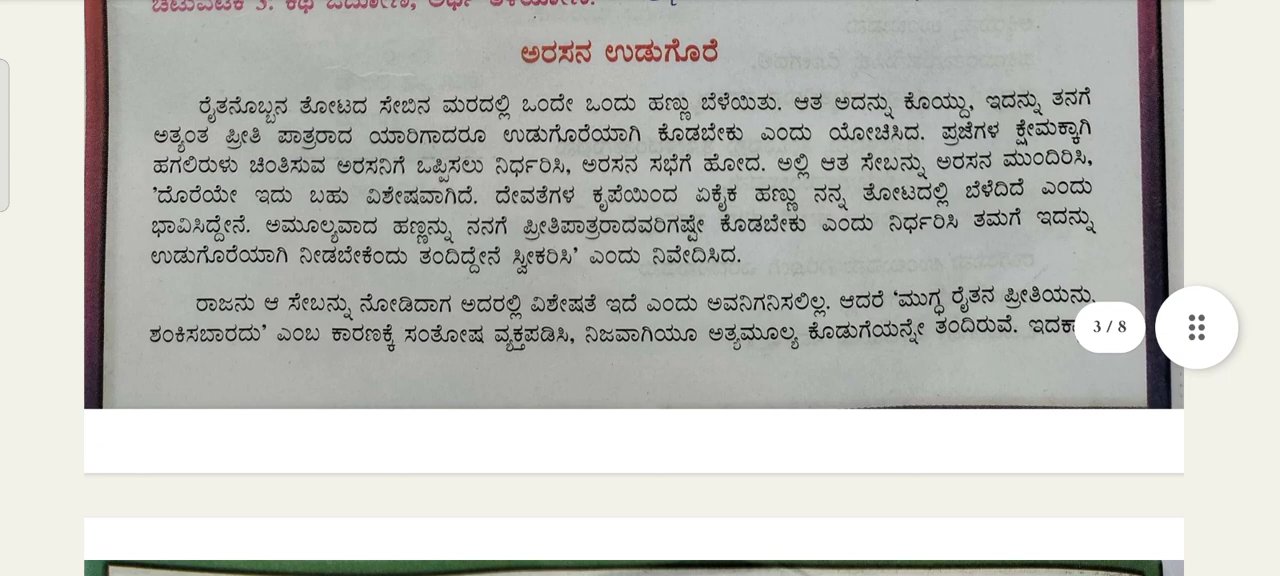 ಅರಸನ ಉಡುಗೊರೆ
ರೈತನೊಬ್ಬನ ತೋಟದ ಸೇಬಿನ ಮರದಲ್ಲಿ ಒಂದೇ ಒಂದು ಹಣ್ಣು ಬೆಳೆಯಿತು. ಆತ ಅದನ್ನು ಕೊಯ್ದು, ಇದನ್ನು ತನಗೆ
ಅತ್ಯಂತ ಪ್ರೀತಿ ಪಾತ್ರರಾದ ಯಾರಿಗಾದರೂ ಉಡುಗೊರೆಯಾಗಿ ಕೊಡಬೇಕು ಎಂದು ಯೋಚಿಸಿದ. ಪ್ರಜೆಗಳ ಕ್ಷೇಮಕ್ಕಾಗಿ
ಹಗಲಿರುಳು ಚಿಂತಿಸುವ ಅರಸನಿಗೆ ಒಪ್ಪಿಸಲು ನಿರ್ಧರಿಸಿ, ಅರಸನ ಸಭೆಗೆ ಹೋದ. ಅಲ್ಲಿ ಆತ ಸೇಬನ್ನು ಅರಸನ ಮುಂದಿರಿಸಿ,
'ದೊರೆಯೇ ಇದು ಬಹು ವಿಶೇಷವಾಗಿದೆ. ದೇವತೆಗಳ ಕೃಪೆಯಿಂದ ಏಕೈಕ ಹಣ್ಣು ನನ್ನ ತೋಟದಲ್ಲಿ ಬೆಳೆದಿದೆ ಎಂದು
ಭಾವಿಸಿದ್ದೇನೆ. ಅಮೂಲ್ಯವಾದ ಹಣ್ಣನ್ನು ನನಗೆ ಪ್ರೀತಿಪಾತ್ರರಾದವರಿಗಷ್ಟೇ ಕೊಡಬೇಕು ಎಂದು ನಿರ್ಧರಿಸಿ ತಮಗೆ ಇದನ್ನು
ಉಡುಗೊರೆಯಾಗಿ ನೀಡಬೇಕೆಂದು ತಂದಿದ್ದೇನೆ ಸ್ವೀಕರಿಸಿ' ಎಂದು ನಿವೇದಿಸಿದ.
ರಾಜನು ಆ ಸೇಬನ್ನು ನೋಡಿದಾಗ ಅದರಲ್ಲಿ ವಿಶೇಷತೆ ಇದೆ ಎಂದು ಅವನಿಗನಿಸಲಿಲ್ಲ. ಆದರೆ 'ಮುಗ್ಧ ರೈತನ ಪ್ರೀತಿಯನ್ನು
ಶಂಕಿಸಬಾರದು' ಎಂಬ ಕಾರಣಕ್ಕೆ ಸಂತೋಷ ವ್ಯಕ್ತಪಡಿಸಿ, ನಿಜವಾಗಿಯೂ ಅತ್ಯಮೂಲ್ಯ ಕೊಡುಗೆಯನ್ನೇ ತಂದಿರುವೆ.
3 / 8